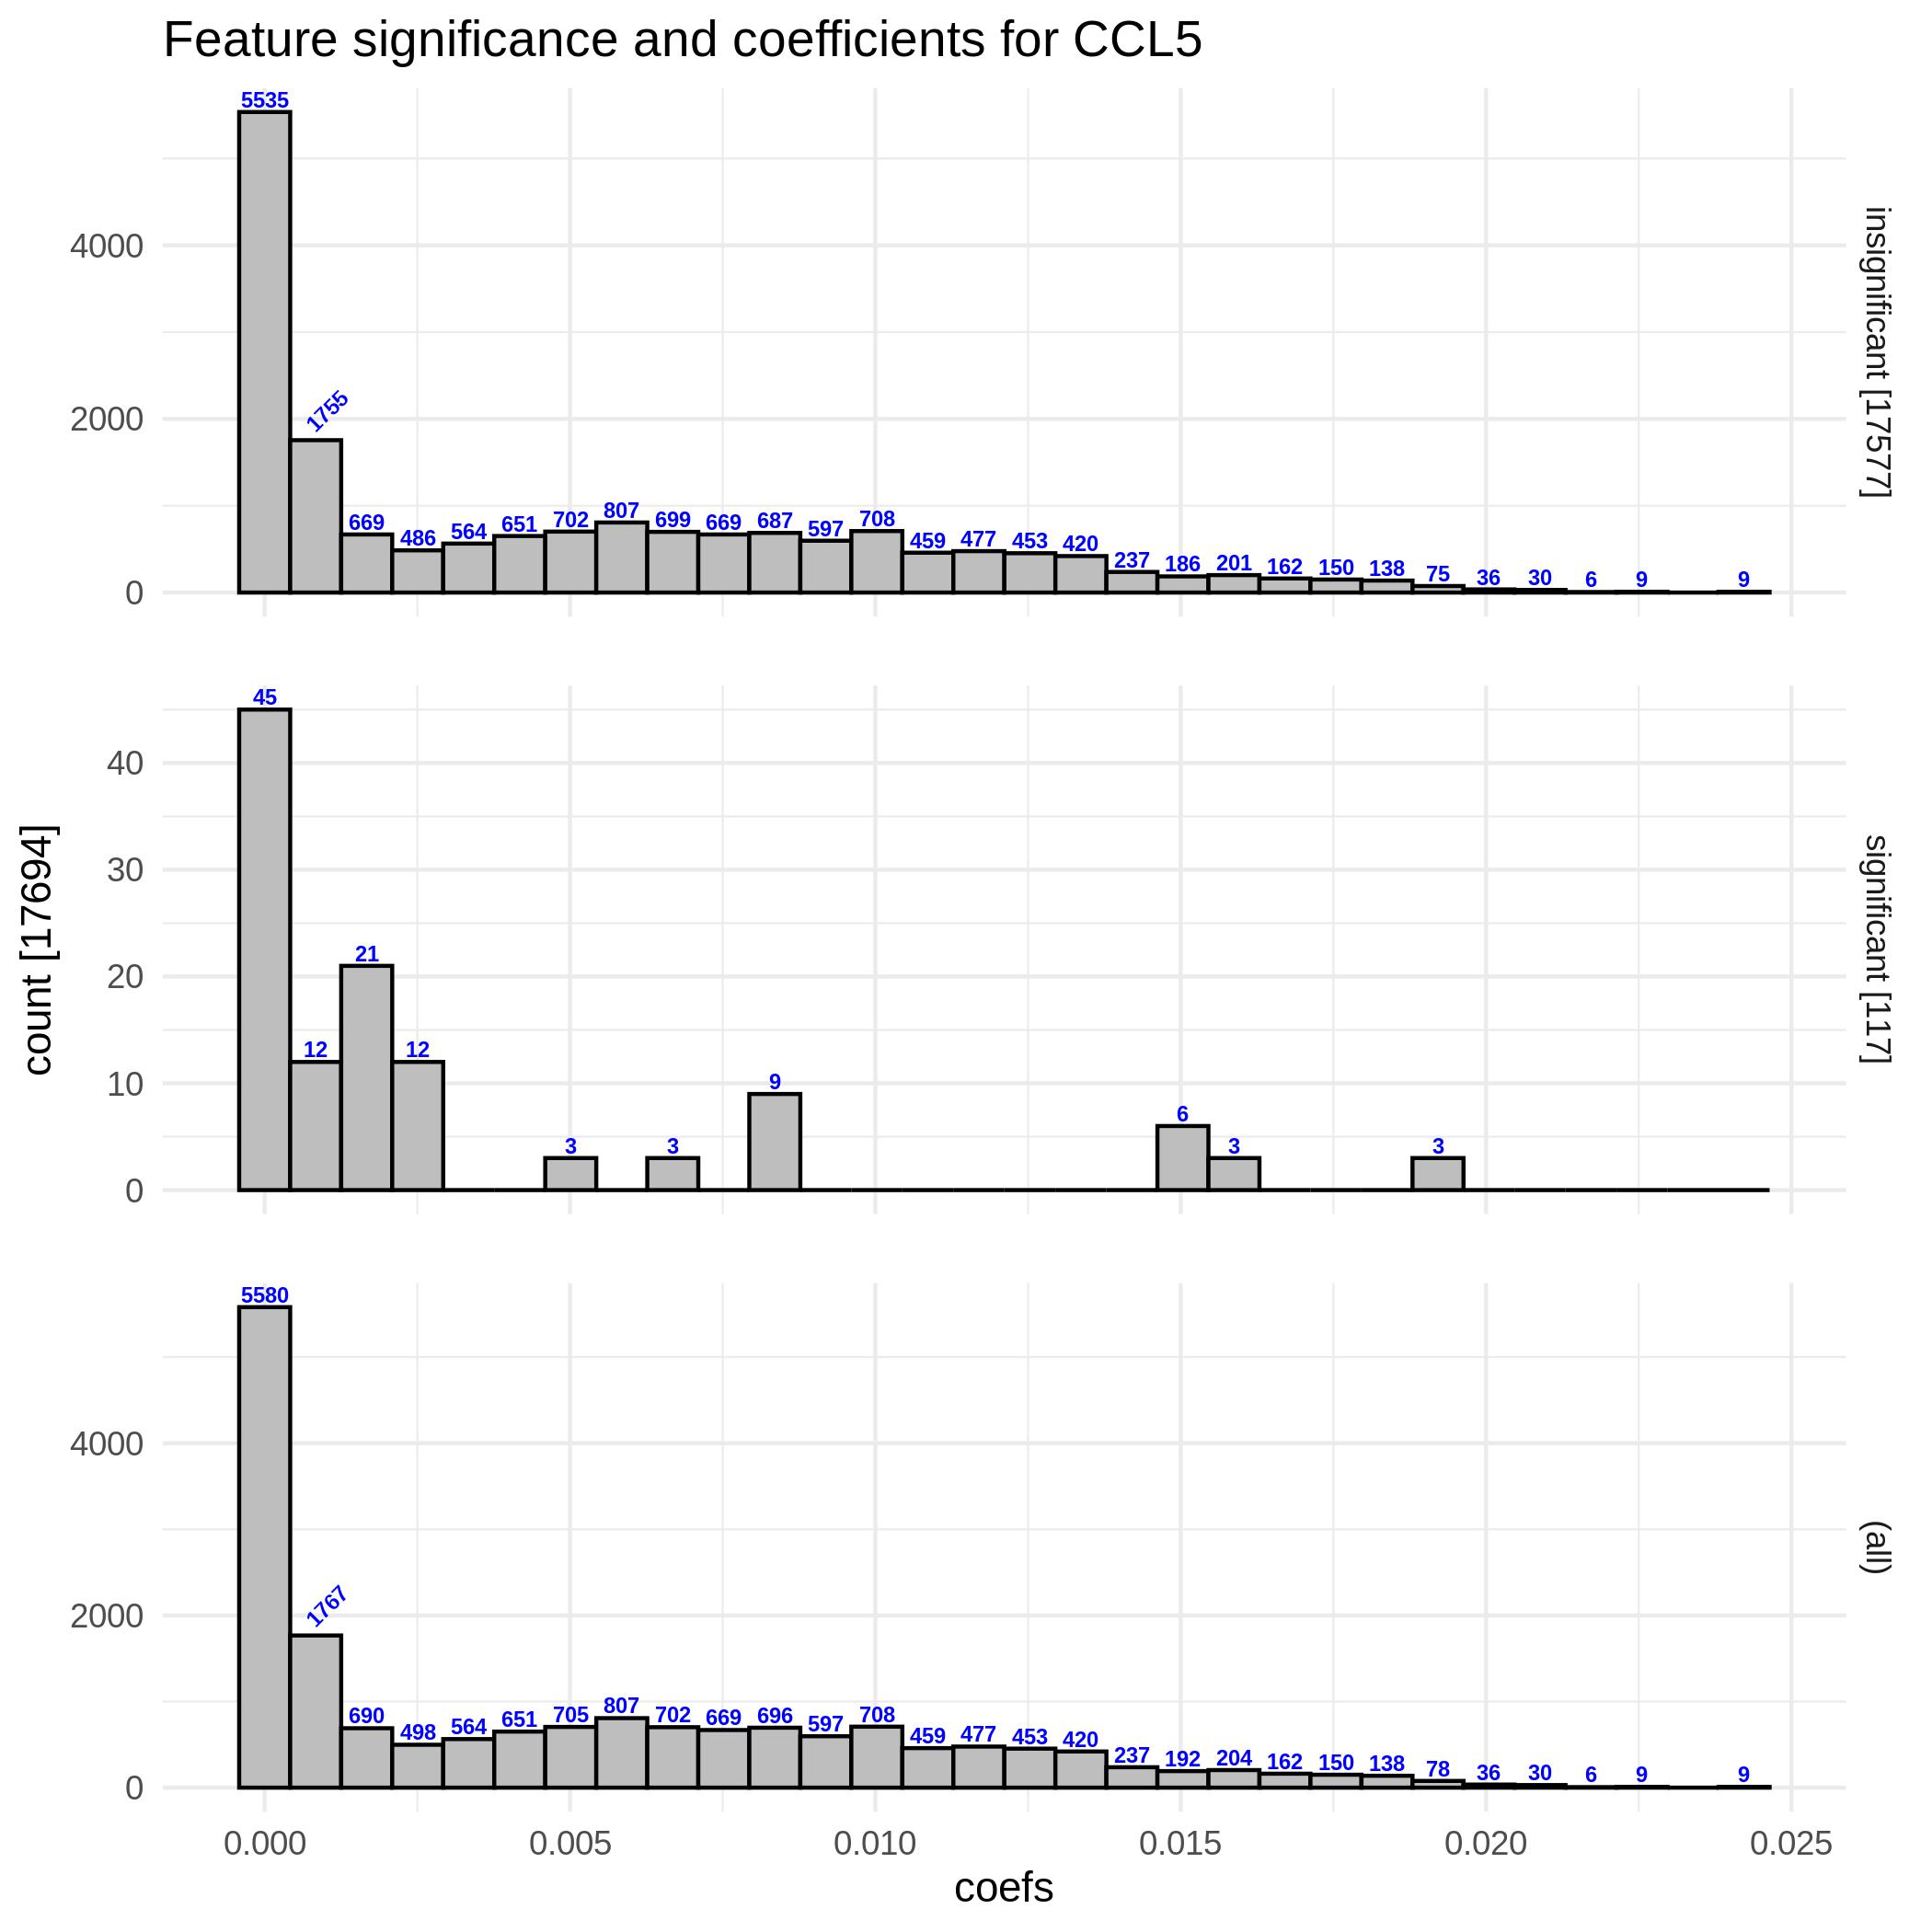 Feature significance and coefficients for CCL5
count [17694]
5535
1755
669 486 564 651 702 807 699 669 687 597 708 459 477 453 420 237 186 201 162 150 138 75 36 30 6 9 9
4000
2000
0
insignificant [17577]
45
12 21 12 3 3 9 6 3 3
40
30
20
10
0
significant [117]
5580
1767
690 498 564 651 705 807 702 669 696 597 708 459 477 453 420 237 192 204 162 150 138 78 36 30 6 9 9
4000
2000
0
(all)
0.000 0.005 0.010 0.015 0.020 0.025
coefs